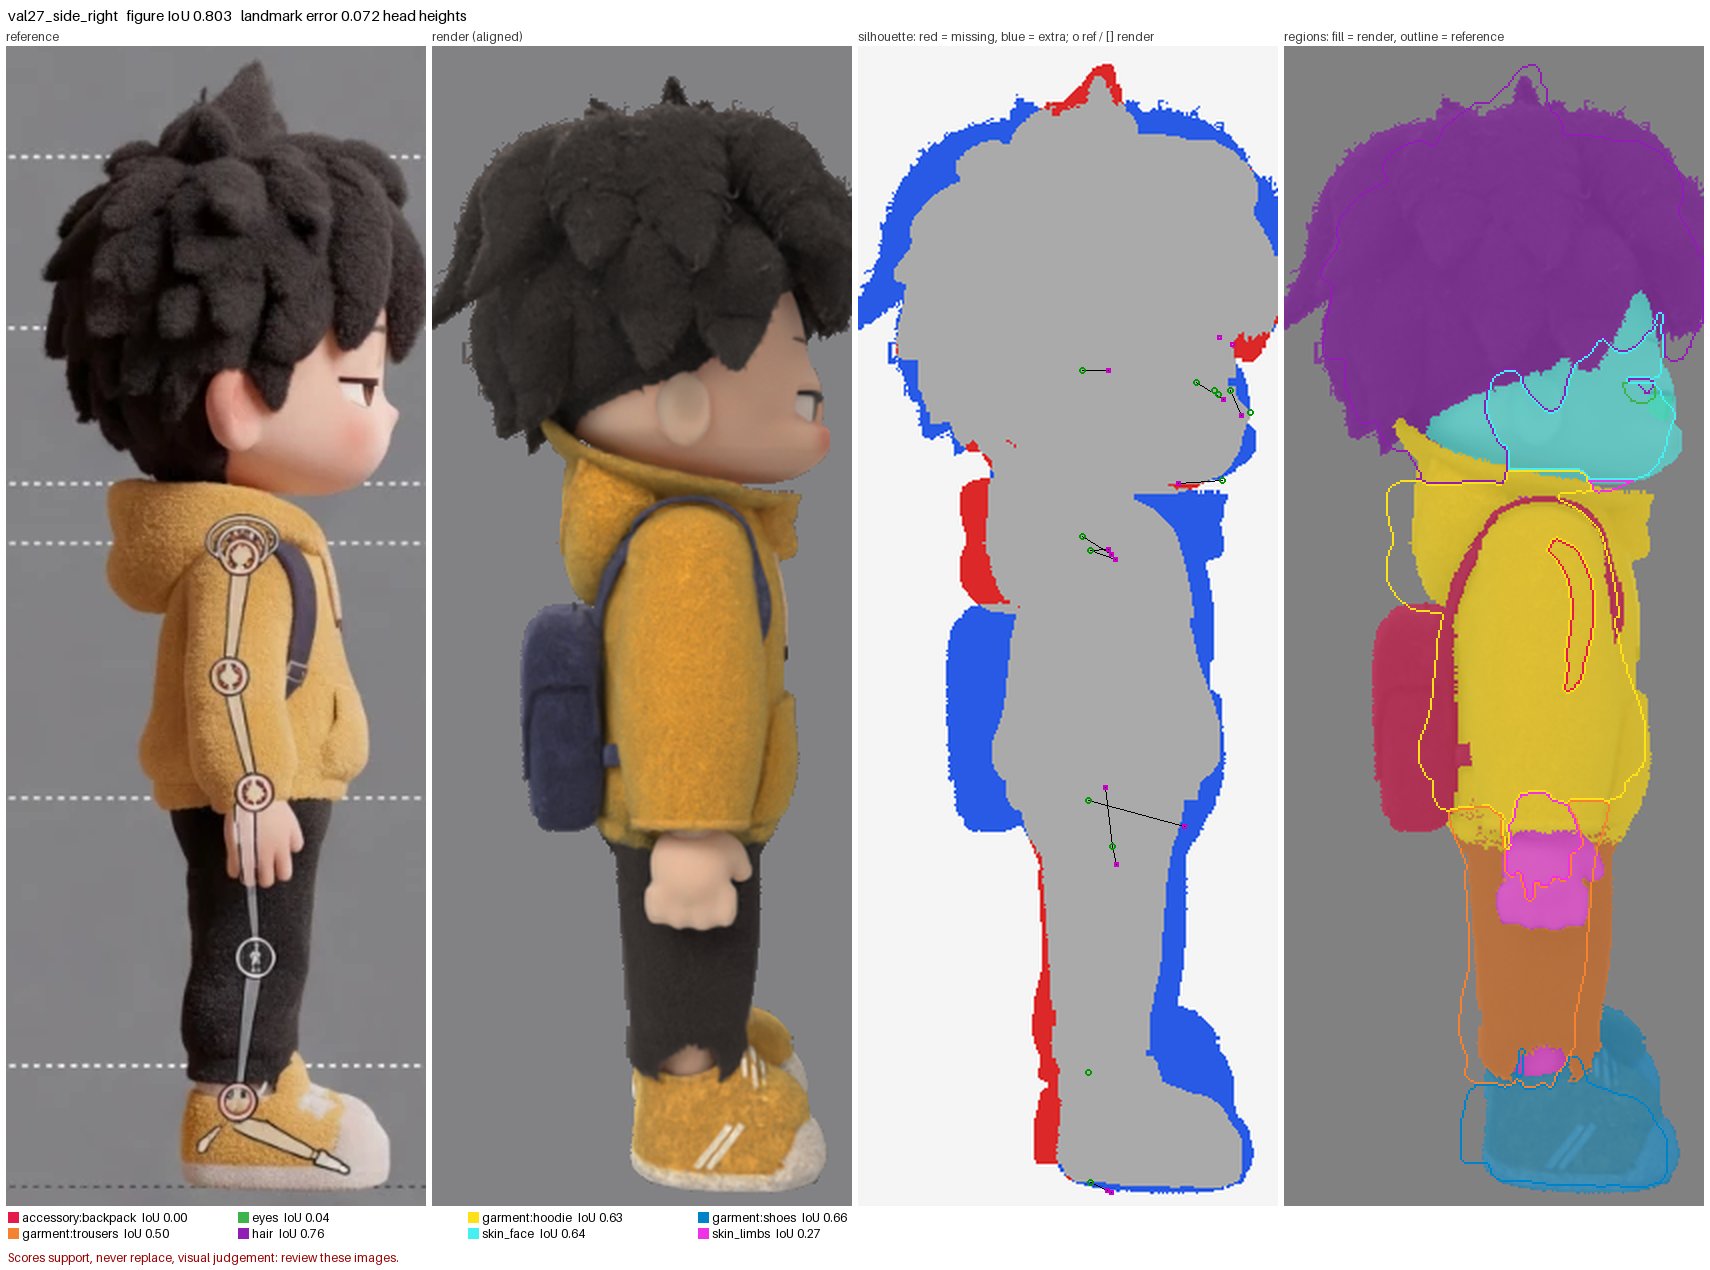 val27_side_right figure IoU 0.803 landmark error 0.072 head heights
reference
render (aligned)
silhouette: red = missing, blue = extra; o ref / [] render
regions: fill = render, outline = reference
accessory:backpack IoU 0.00
eyes IoU 0.04
garment:hoodie IoU 0.63
garment:shoes IoU 0.66
garment:trousers IoU 0.50
hair IoU 0.76
skin_face IoU 0.64
skin_limbs IoU 0.27
Scores support, never replace, visual judgement: review these images.